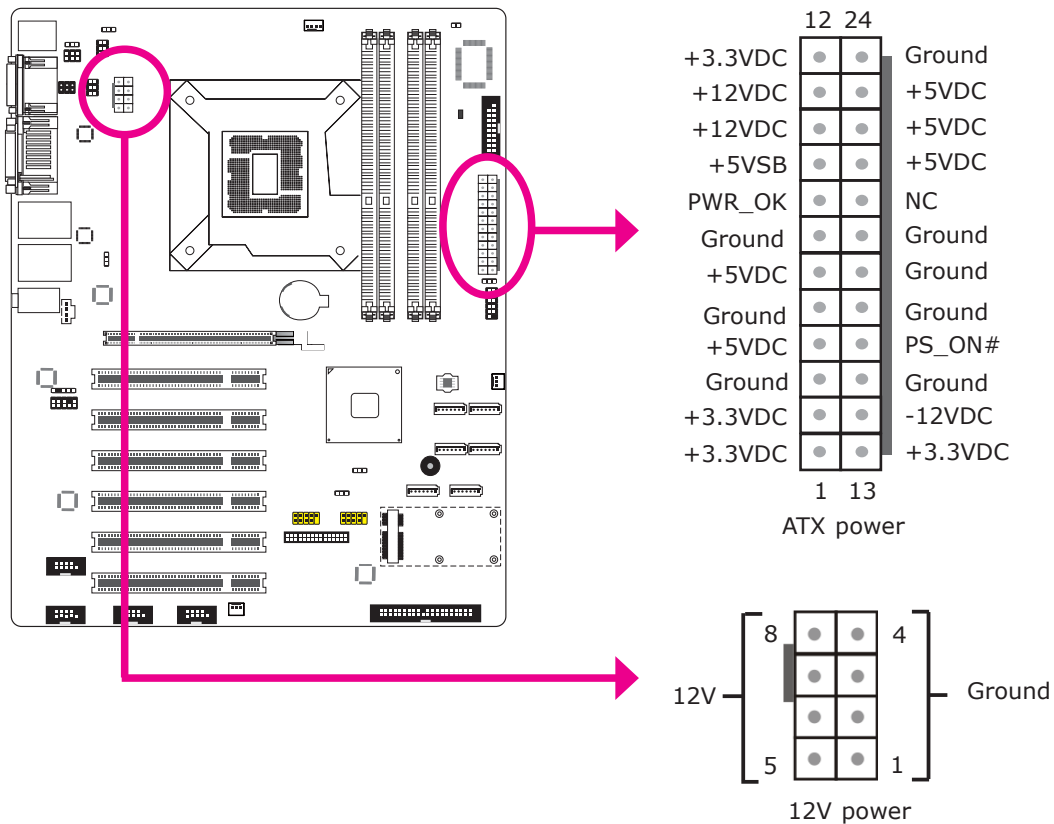 12 24
+3.3VDC Ground
+12VDC +5VDC
+12VDC +5VDC
+5VSB +5VDC
PWR_OK NC
Ground Ground
+5VDC Ground
Ground Ground
+5VDC PS_ON#
Ground Ground
+3.3VDC -12VDC
+3.3VDC +3.3VDC
1 13
ATX power
8 4
12V Ground
5 1
12V power